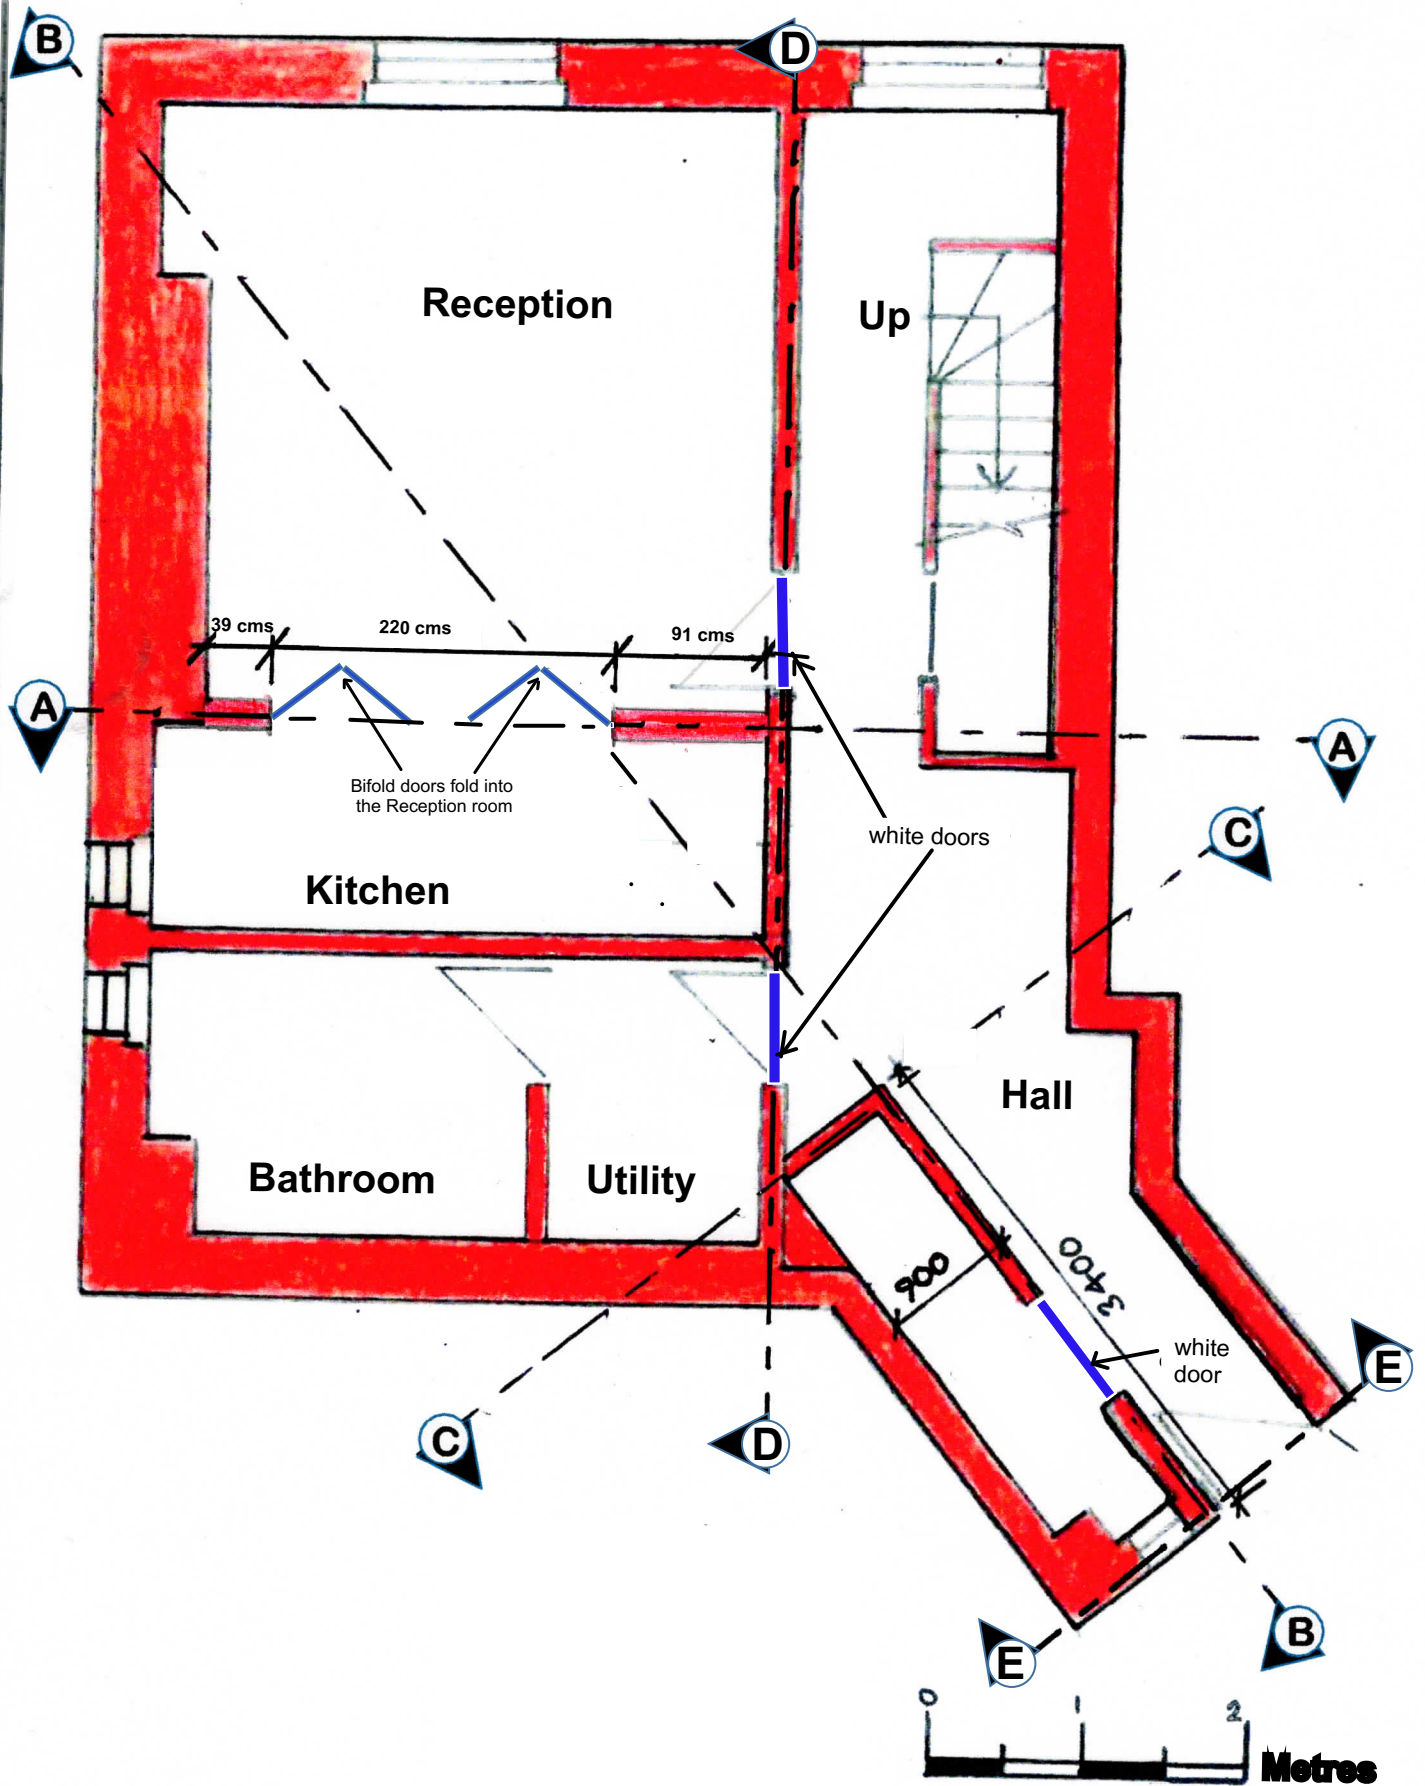 B
D
Reception
Up
39 cms
220 cms
91 cms
A
A
Bifold doors fold into
the Reception room
white doors
C
Kitchen
Hall
Bathroom
Utility
900
3400
white
door
E
C
D
B
E
0 1 2
Metres